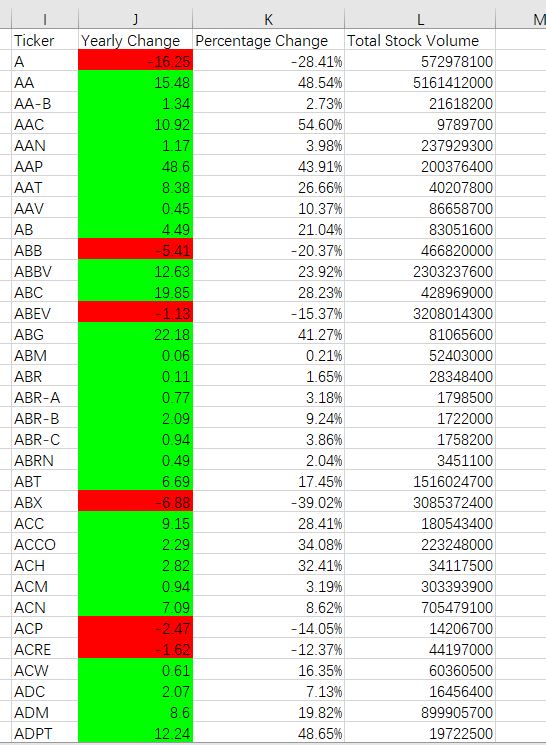 I J K L M
Ticker Yearly Change Percentage Change Total Stock Volume
A -16.25 -28.41% 572978100
AA 15.48 48.54% 5161412000
AA-B 1.34 2.73% 21618200
AAC 10.92 54.60% 9789700
AAN 1.17 3.98% 237929300
AAP 48.6 43.91% 200376400
AAT 8.38 26.66% 40207800
AAV 0.45 10.37% 86658700
AB 4.49 21.04% 83051600
ABB -5.41 -20.37% 466820000
ABBV 12.63 23.92% 2303237600
ABC 19.85 28.23% 428969000
ABEV -1.13 -15.37% 3208014300
ABG 22.18 41.27% 81065600
ABM 0.06 0.21% 52403000
ABR 0.11 1.65% 28348400
ABR-A 0.77 3.18% 1798500
ABR-B 2.09 9.24% 1722000
ABR-C 0.94 3.86% 1758200
ABRN 0.49 2.04% 3451100
ABT 6.69 17.45% 1516024700
ABX -6.88 -39.02% 3085372400
ACC 9.15 28.41% 180543400
ACCO 2.29 34.08% 223248000
ACH 2.82 32.41% 34117500
ACM 0.94 3.19% 303393900
ACN 7.09 8.62% 705479100
ACP -2.47 -14.05% 14206700
ACRE -1.62 -12.37% 44197000
ACW 0.61 16.35% 60360500
ADC 2.07 7.13% 16456400
ADM 8.6 19.82% 899905700
ADPT 12.24 48.65% 19722500